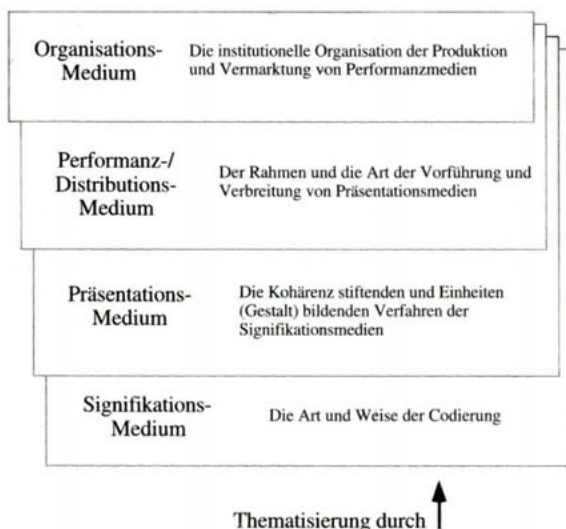 Organisations-
Medium
Die institutionelle Organisation der Produktion
und Vermarktung von Performanzmedien
Performanz-/
Distributions-
Medium
Der Rahmen und die Art der Vorführung und
Verbreitung von Präsentationsmedien
Präsentations-
Medium
Die Kohärenz stiftenden und Einheiten
(Gestalt) bildenden Verfahren der
Signifikationsmedien
Signifikations-
Medium
Die Art und Weise der Codierung
Thematisierung durch